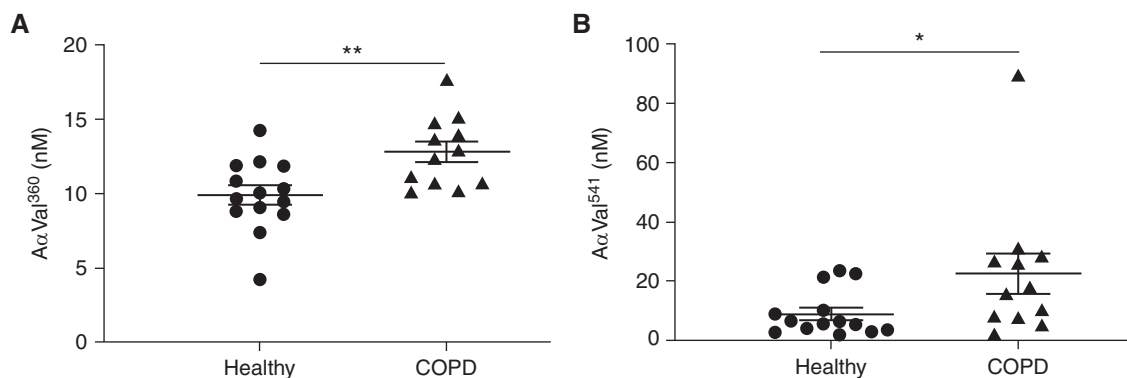 A
20
15
10
5
0
AαVal³⁶⁰ (nM)
**
Healthy
COPD
B
100
80
60
40
20
0
AαVal⁵⁴¹ (nM)
*
Healthy
COPD